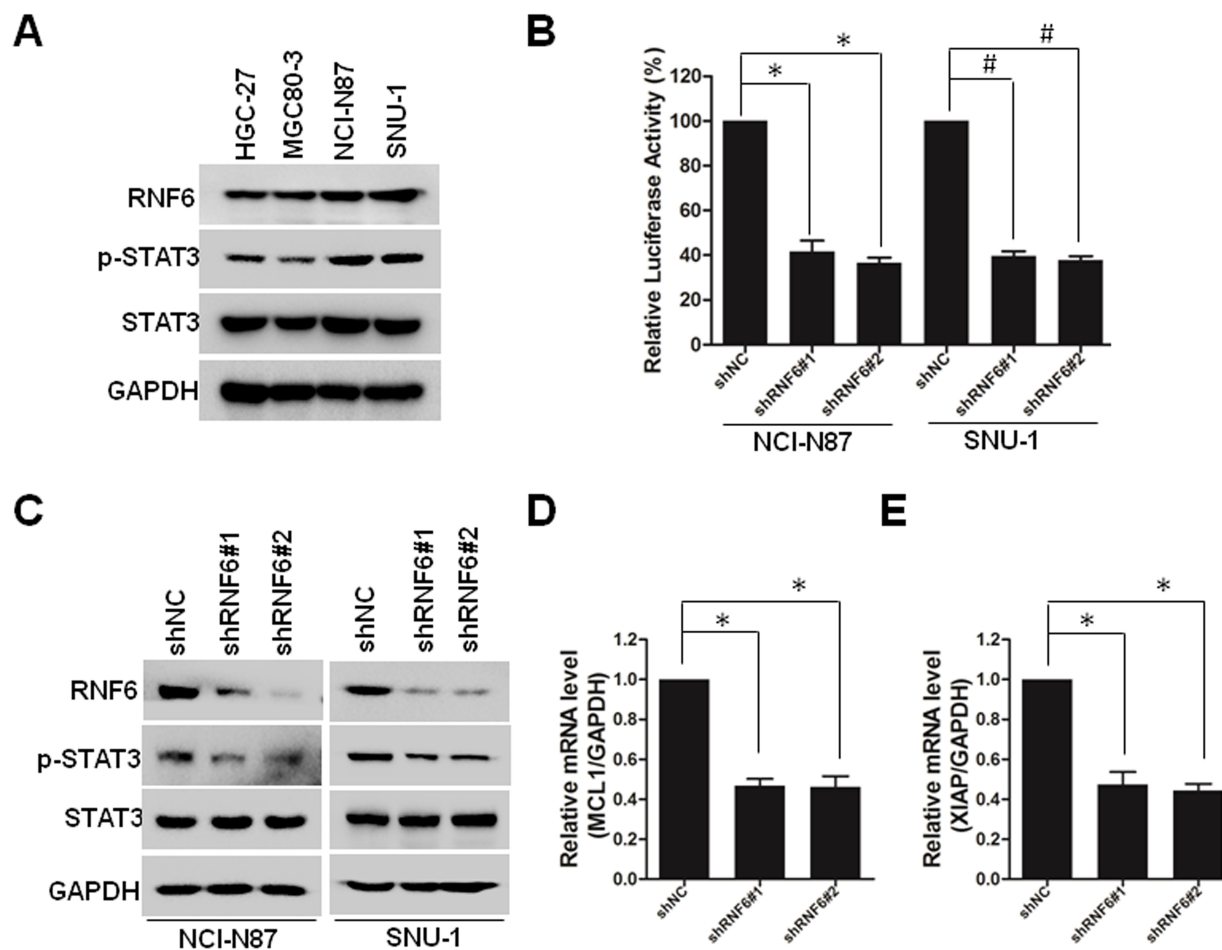 A
HGC-27
MGC80-3
NCI-N87
SNU-1
RNF6
p-STAT3
STAT3
GAPDH
B
Relative Luciferase Activity (%)
120
100
80
60
40
20
0
*
*
#
#
shNC
shRNF6#1
shRNF6#2
shNC
shRNF6#1
shRNF6#2
NCI-N87
SNU-1
C
shNC
shRNF6#1
shRNF6#2
shNC
shRNF6#1
shRNF6#2
RNF6
p-STAT3
STAT3
GAPDH
NCI-N87
SNU-1
D
Relative mRNA level
(MCL1/GAPDH)
1.2
1.0
0.8
0.6
0.4
0.2
0.0
*
*
shNC
shRNF6#1
shRNF6#2
E
Relative mRNA level
(XIAP/GAPDH)
1.2
1.0
0.8
0.6
0.4
0.2
0.0
*
*
shNC
shRNF6#1
shRNF6#2